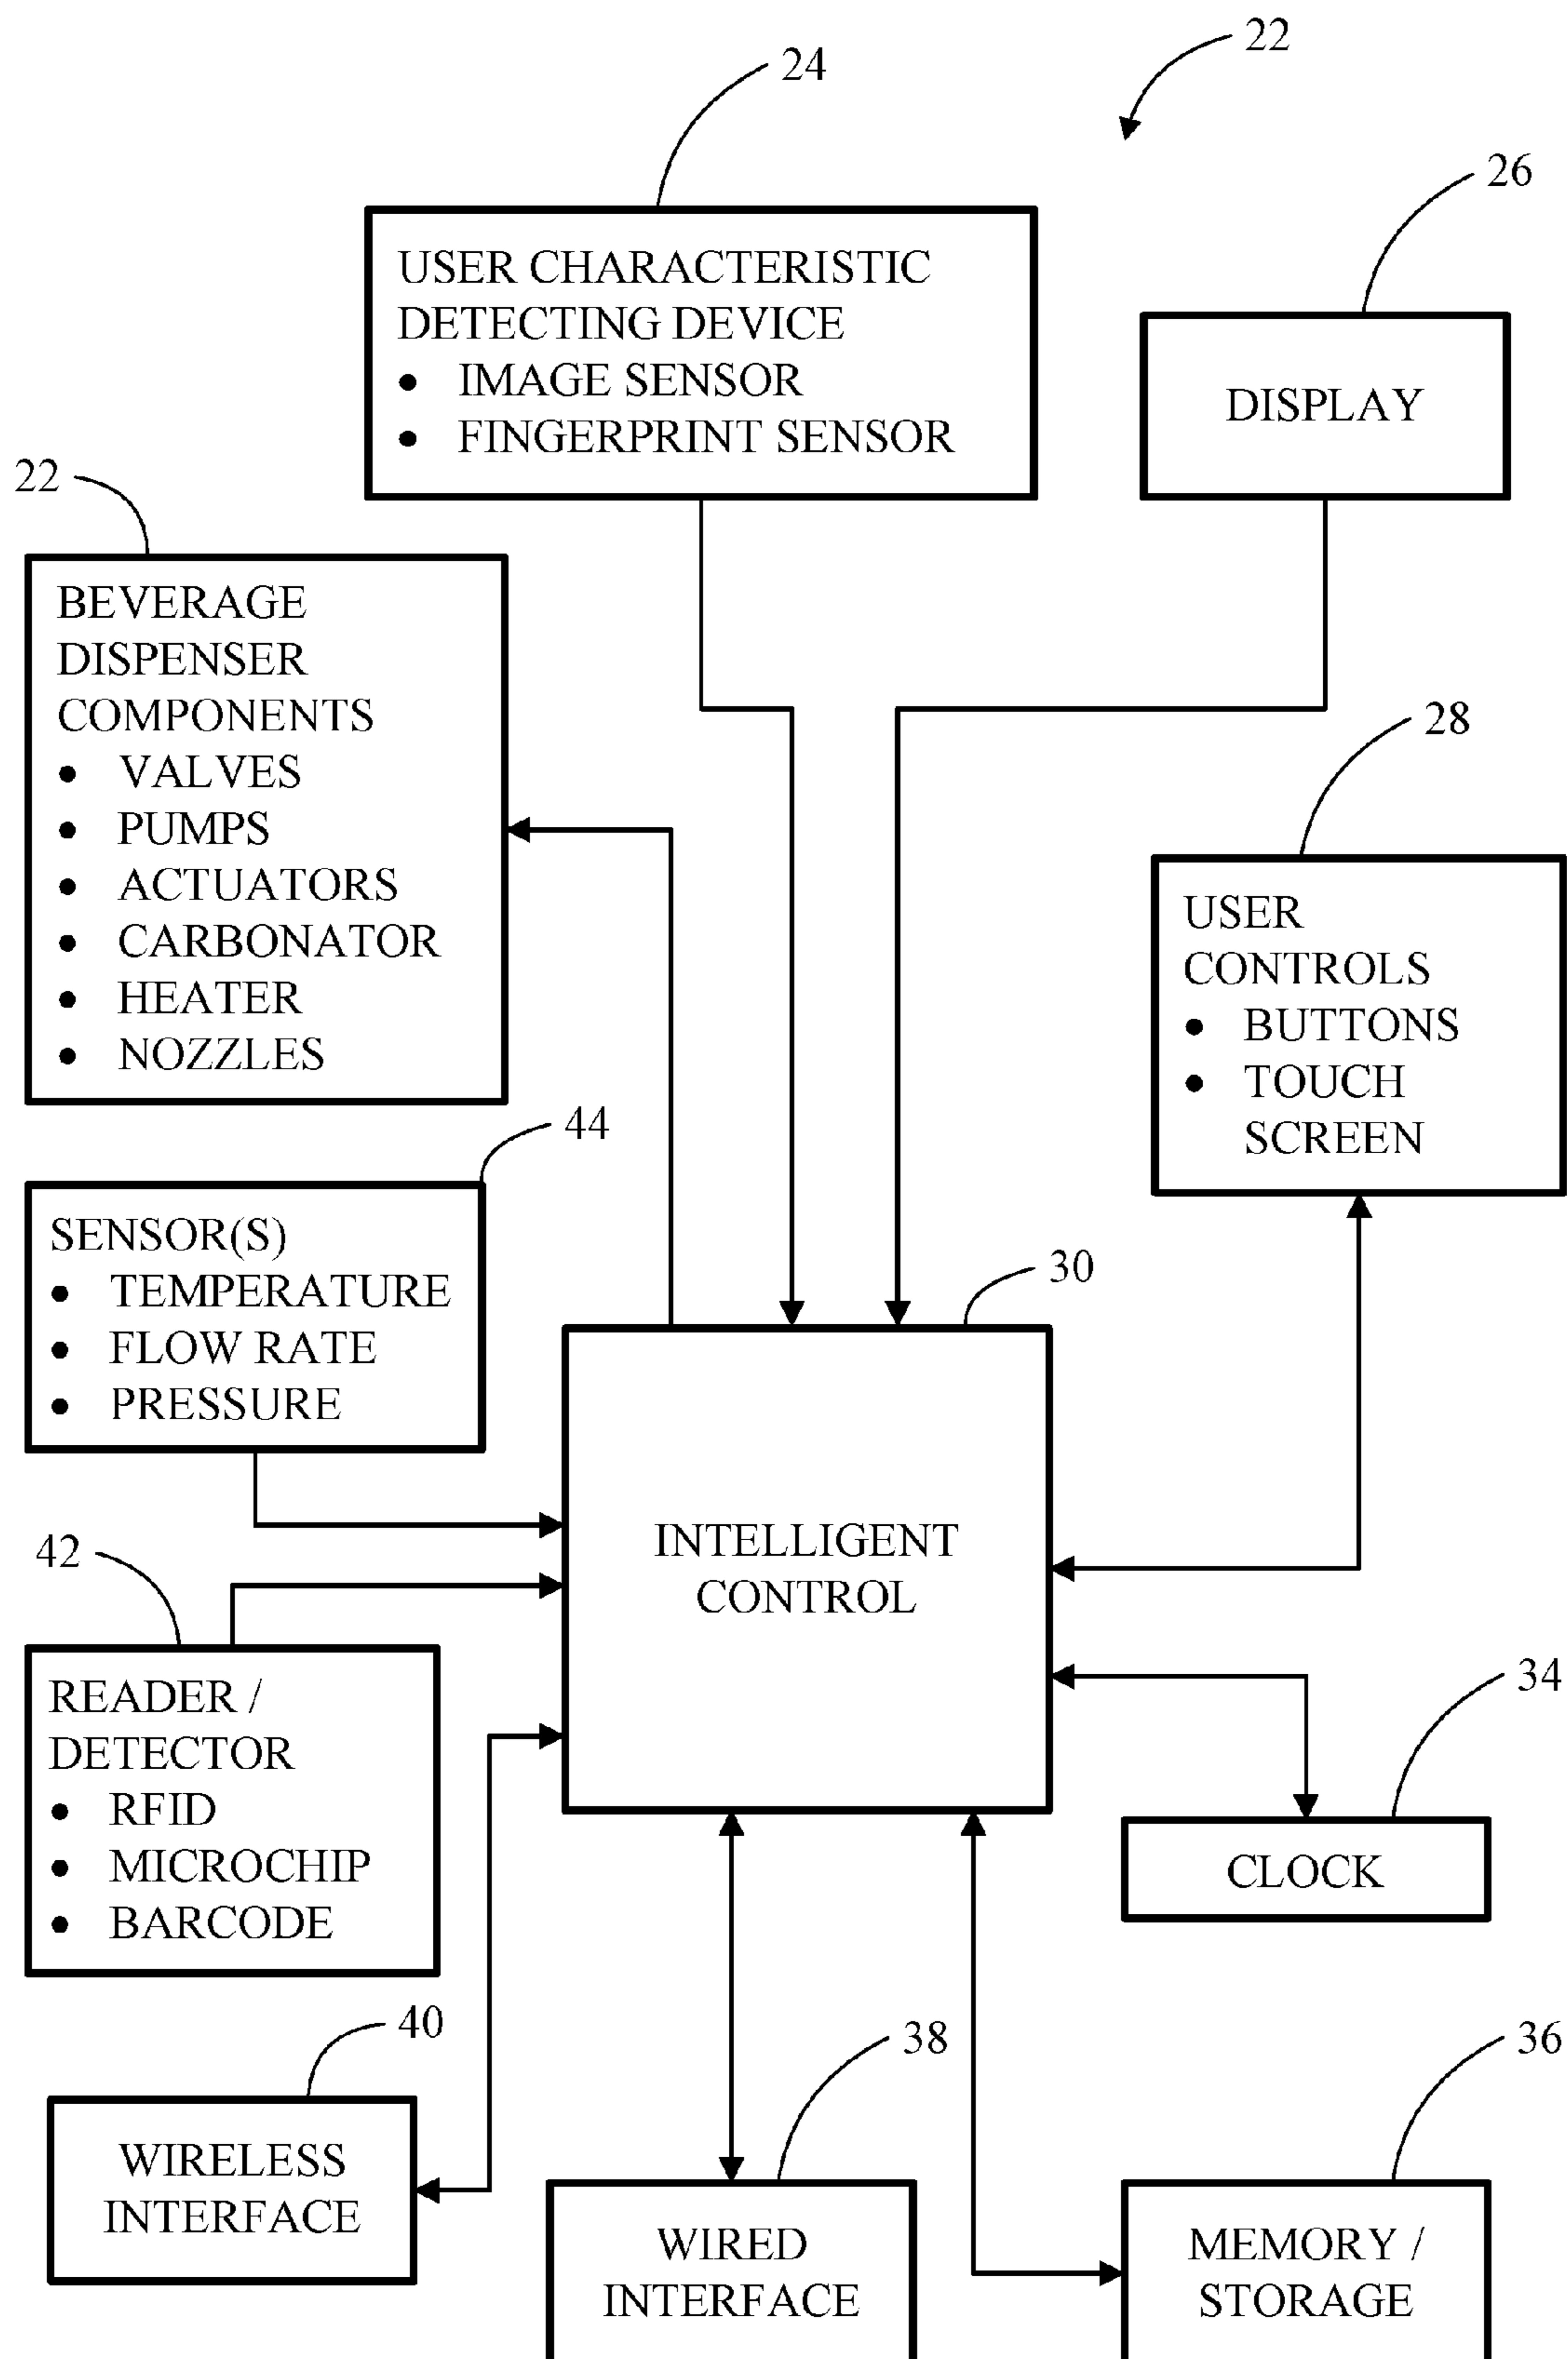 22
24
26
USER CHARACTERISTIC
DETECTING DEVICE
• IMAGE SENSOR
• FINGERPRINT SENSOR
DISPLAY
22
BEVERAGE
DISPENSER
COMPONENTS
• VALVES
• PUMPS
• ACTUATORS
• CARBONATOR
• HEATER
• NOZZLES
28
USER
CONTROLS
• BUTTONS
• TOUCH
SCREEN
44
SENSOR(S)
• TEMPERATURE
• FLOW RATE
• PRESSURE
30
INTELLIGENT
CONTROL
42
READER /
DETECTOR
• RFID
• MICROCHIP
• BARCODE
34
CLOCK
40
WIRELESS
INTERFACE
38
WIRED
INTERFACE
36
MEMORY /
STORAGE